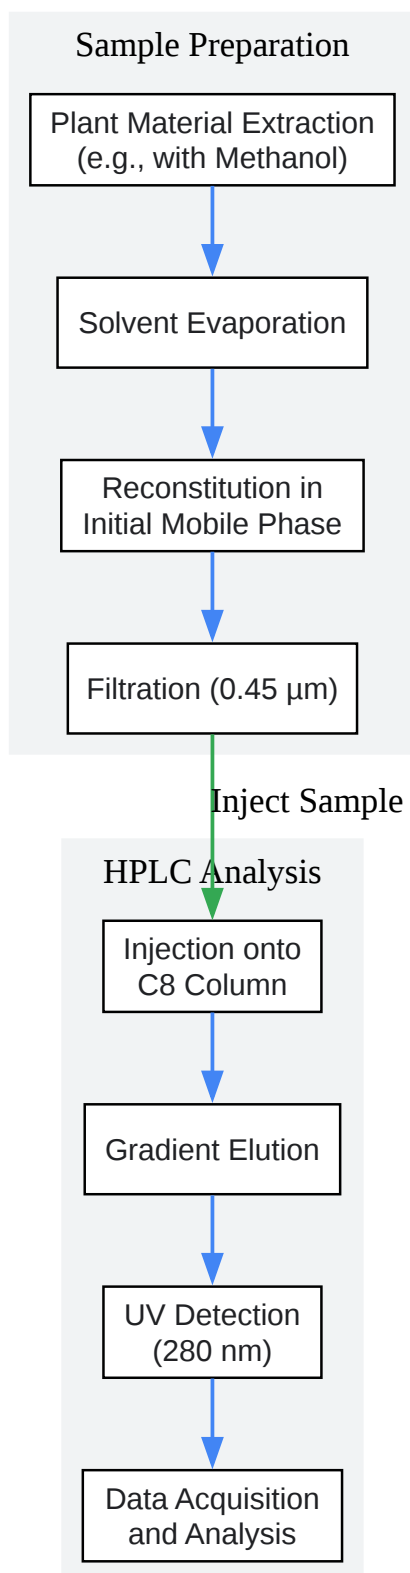 Sample Preparation
Plant Material Extraction
(e.g., with Methanol)
Solvent Evaporation
Reconstitution in
Initial Mobile Phase
Filtration (0.45 µm)
Inject Sample
HPLC Analysis
Injection onto
C8 Column
Gradient Elution
UV Detection
(280 nm)
Data Acquisition
and Analysis